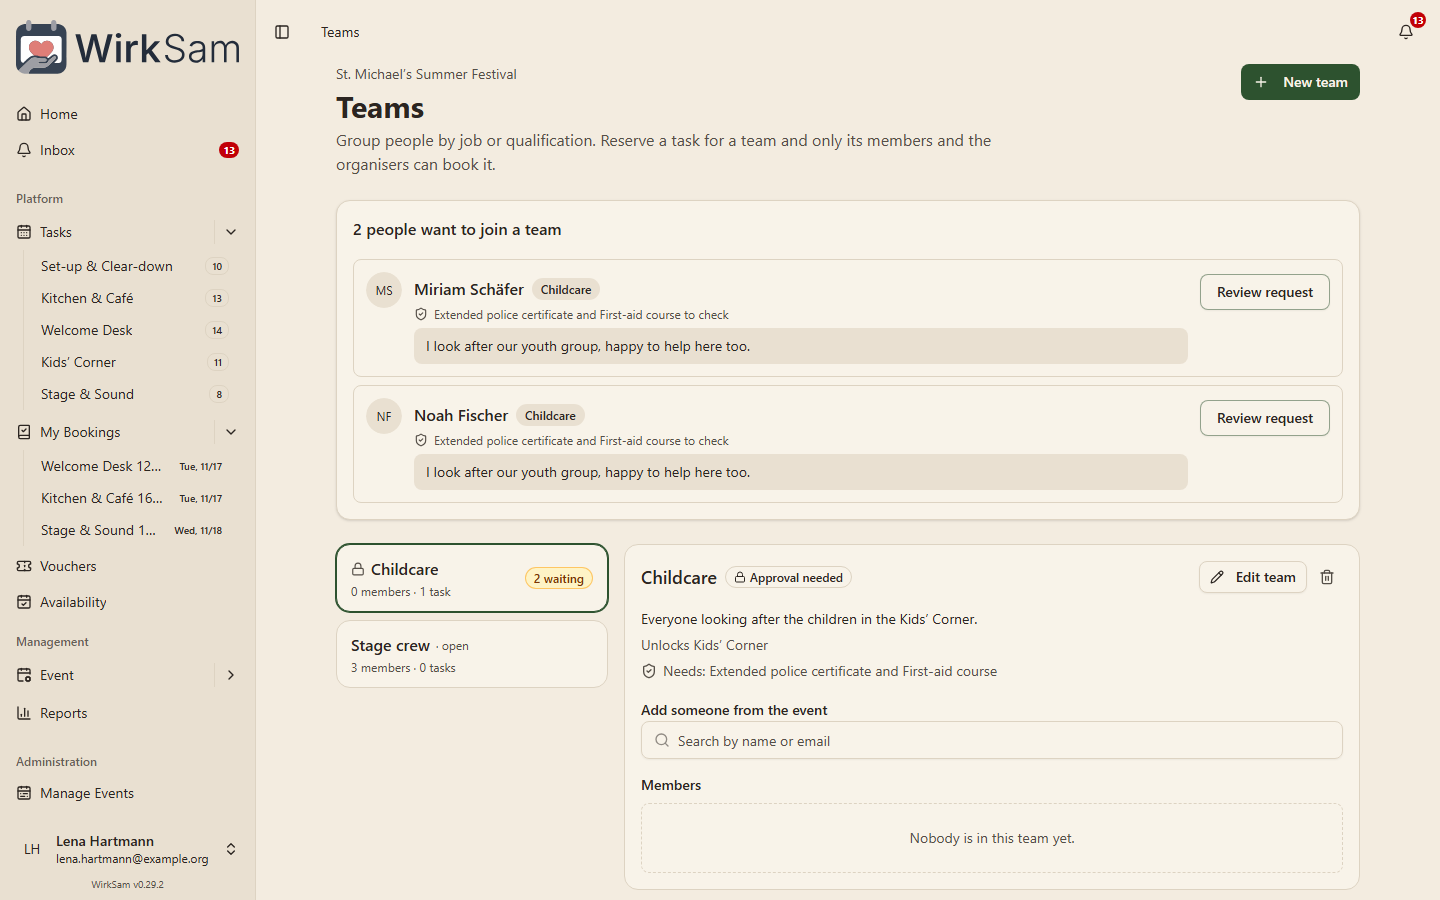 WirkSam
Home
Inbox
13
Platform
Tasks
Set-up & Clear-down
10
Kitchen & Café
13
Welcome Desk
14
Kids’ Corner
11
Stage & Sound
8
My Bookings
Welcome Desk 12...
Tue, 11/17
Kitchen & Café 16...
Tue, 11/17
Stage & Sound 1...
Wed, 11/18
Vouchers
Availability
Management
Event
Reports
Administration
Manage Events
LH
Lena Hartmann
lena.hartmann@example.org
WirkSam v0.29.2
Teams
13
St. Michael’s Summer Festival
Teams
Group people by job or qualification. Reserve a task for a team and only its members and the
organisers can book it.
New team
2 people want to join a team
MS
Miriam Schäfer
Childcare
Extended police certificate and First-aid course to check
I look after our youth group, happy to help here too.
Review request
NF
Noah Fischer
Childcare
Extended police certificate and First-aid course to check
I look after our youth group, happy to help here too.
Review request
Childcare
0 members · 1 task
2 waiting
Stage crew · open
3 members · 0 tasks
Childcare
Approval needed
Edit team
Everyone looking after the children in the Kids’ Corner.
Unlocks Kids’ Corner
Needs: Extended police certificate and First-aid course
Add someone from the event
Search by name or email
Members
Nobody is in this team yet.